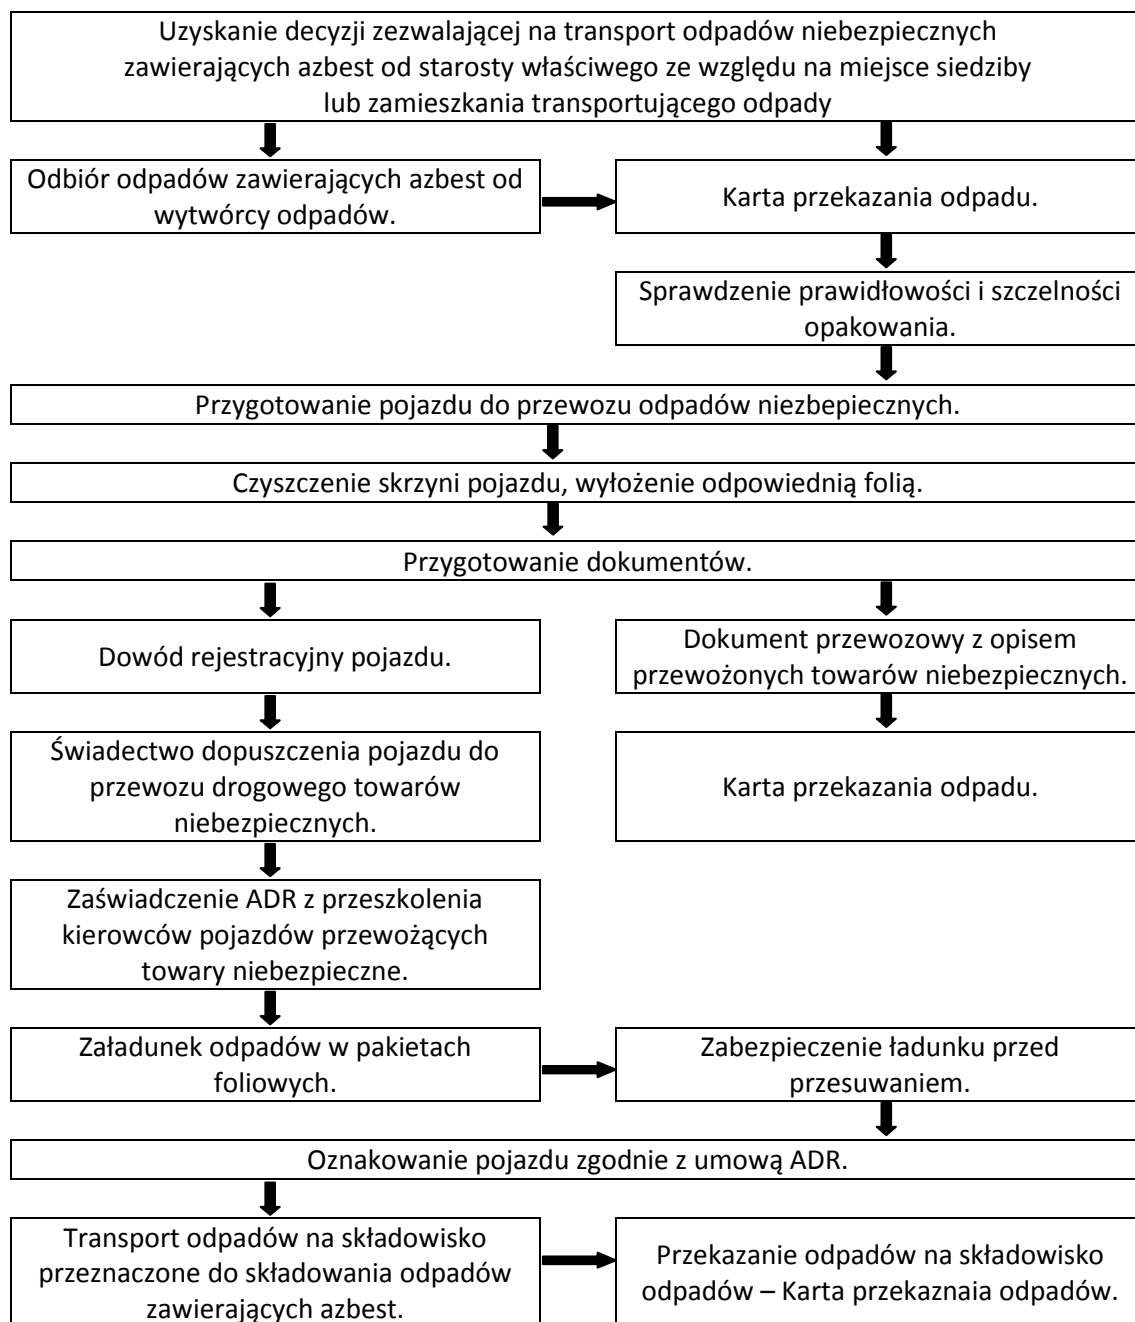 Uzyskanie decyzji zezwalającej na transport odpadów niebezpiecznych
zawierających azbest od starosty właściwego ze względu na miejsce siedziby
lub zamieszkania transportującego odpady
Odbiór odpadów zawierających azbest od
wytwórcy odpadów.
Karta przekazania odpadu.
Sprawdzenie prawidłowości i szczelności
opakowania.
Przygotowanie pojazdu do przewozu odpadów niezbepiecznych.
Czyszczenie skrzyni pojazdu, wyłożenie odpowiednią folią.
Przygotowanie dokumentów.
Dowód rejestracyjny pojazdu.
Dokument przewozowy z opisem
przewożonych towarów niebezpiecznych.
Świadectwo dopuszczenia pojazdu do
przewozu drogowego towarów
niebezpiecznych.
Karta przekazania odpadu.
Zaświadczenie ADR z przeszkolenia
kierowców pojazdów przewożących
towary niebezpieczne.
Załadunek odpadów w pakietach
foliowych.
Zabezpieczenie ładunku przed
przesuwaniem.
Oznakowanie pojazdu zgodnie z umową ADR.
Transport odpadów na składowisko
przeznaczone do składowania odpadów
zawierających azbest.
Przekazanie odpadów na składowisko
odpadów – Karta przekaznaia odpadów.